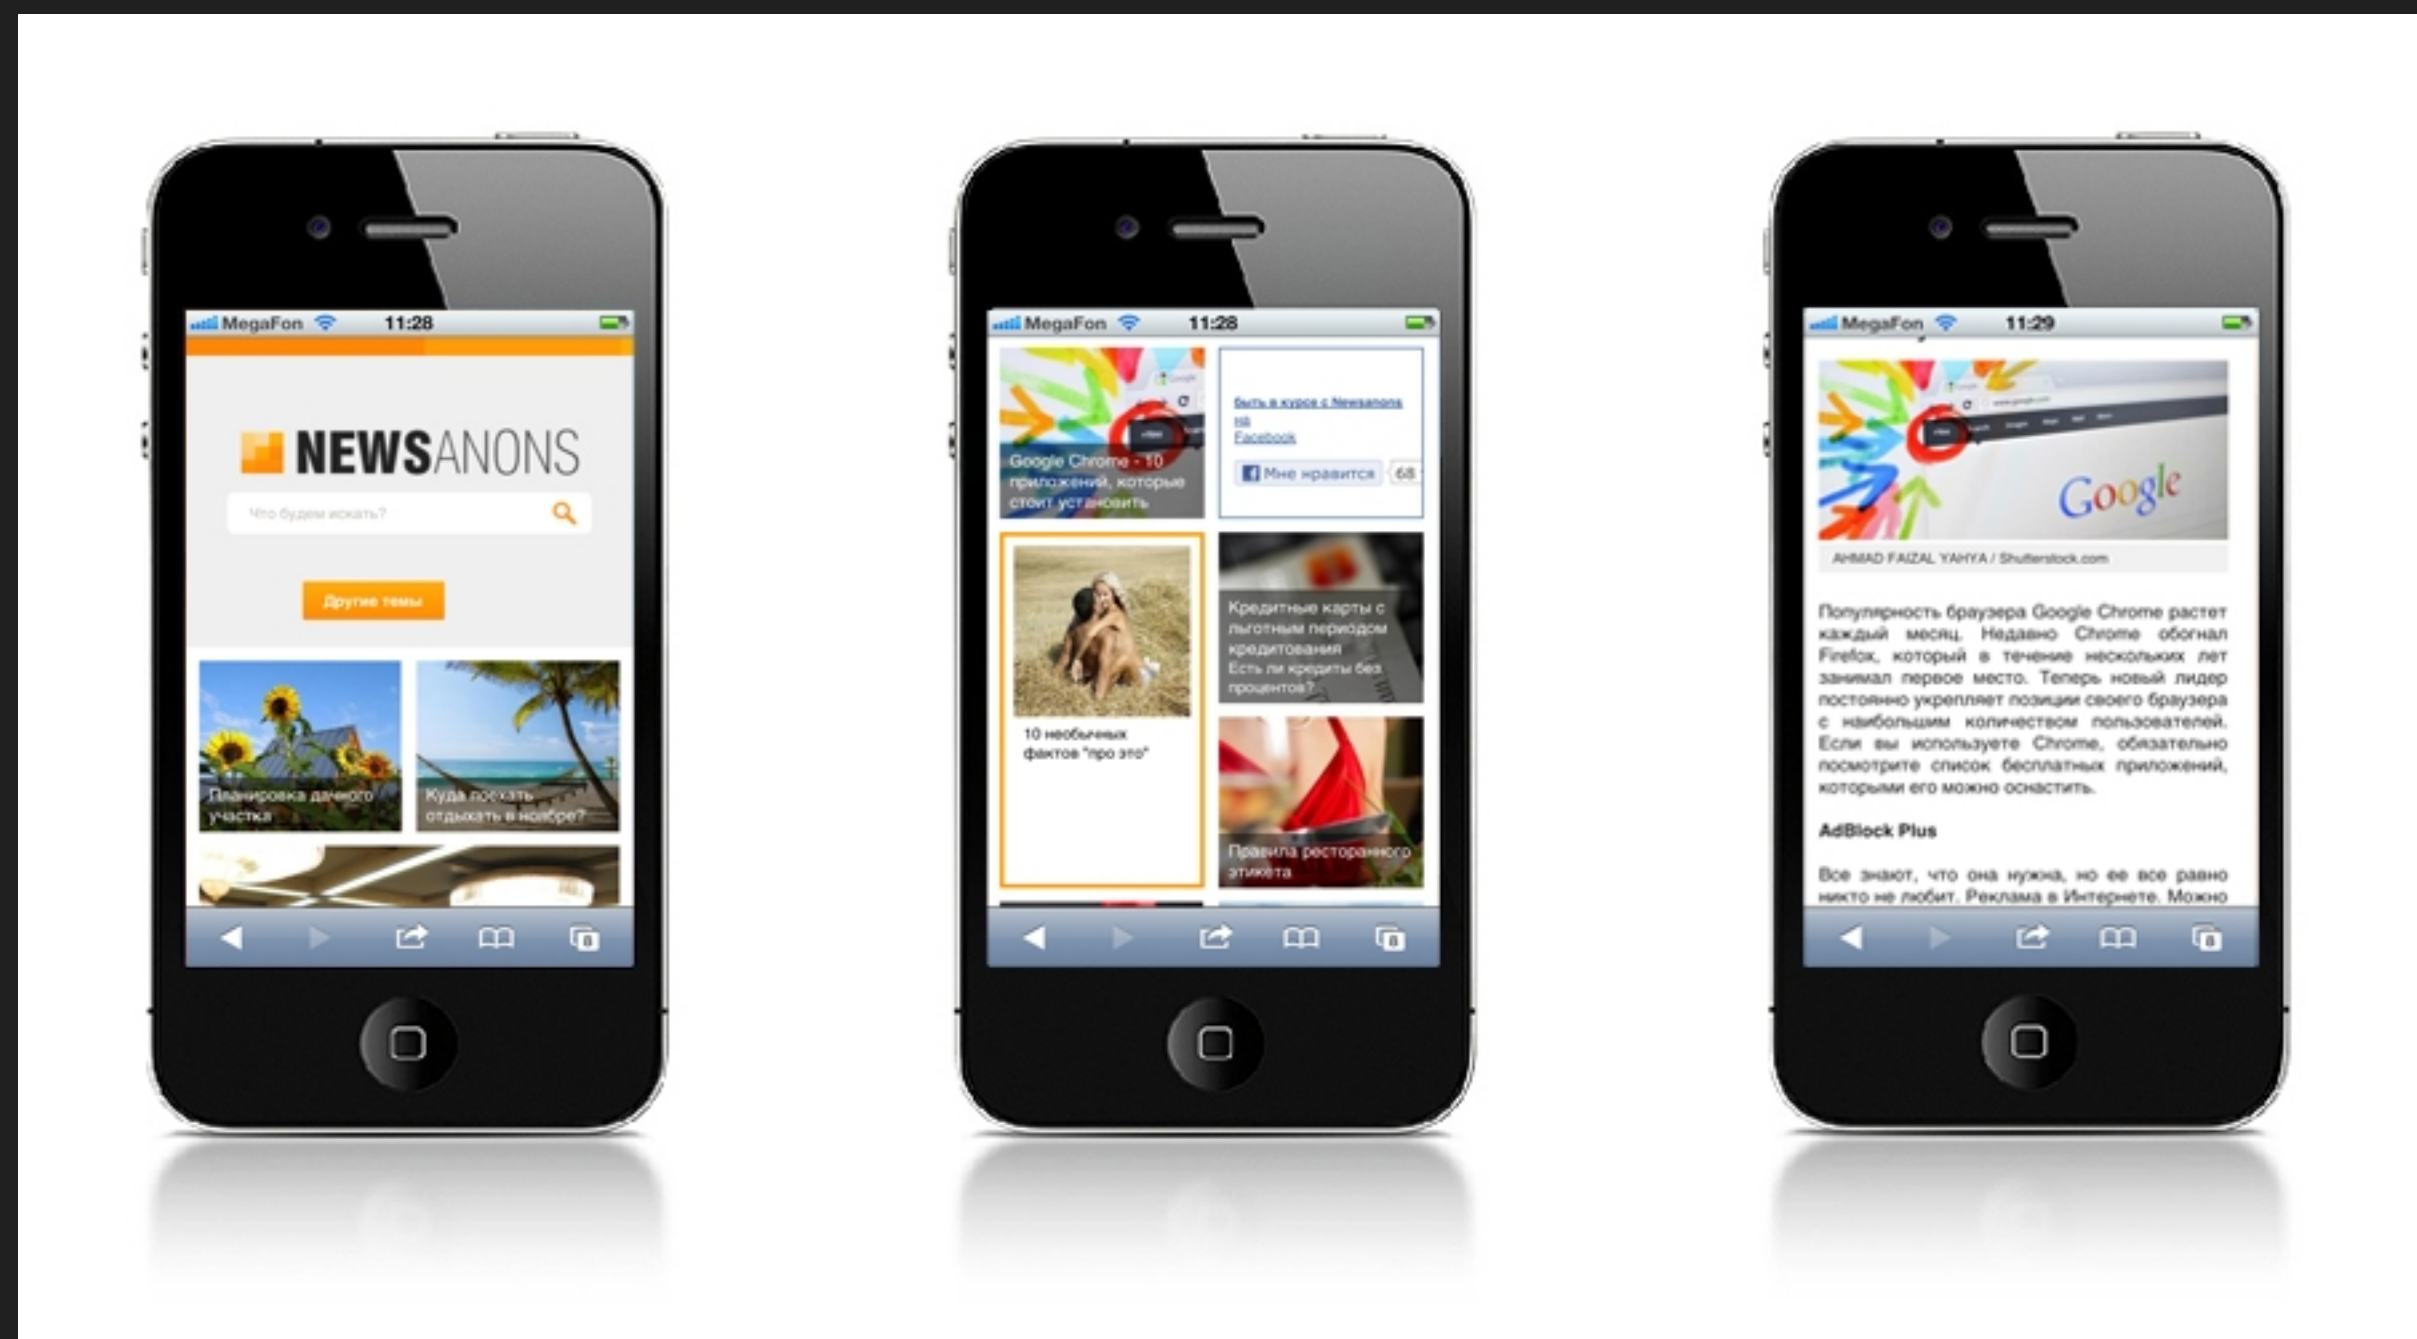 MegaFon 11:28
NEWSANONS
Что будем искать?
Другие темы
Планировка дачного
участка
Куда поехать
отдыхать в ноябре?
8
MegaFon 11:28
Google
Google Chrome - 10
приложений, которые
стоит установить
быть в курсе с Newsanons
на
Facebook
Мне нравится 68
10 необычных
фактов "про это"
Кредитные карты с
льготным периодом
кредитования
Есть ли кредиты без
процентов?
Правила ресторанного
этикета
8
MegaFon 11:29
Google
AHMAD FAIZAL YAHYA / Shutterstock.com
Популярность браузера Google Chrome растет
каждый месяц. Недавно Chrome обогнал
Firefox, который в течение нескольких лет
занимал первое место. Теперь новый лидер
постоянно укрепляет позиции своего браузера
с наибольшим количеством пользователей.
Если вы используете Chrome, обязательно
посмотрите список бесплатных приложений,
которыми его можно оснастить.
AdBlock Plus
Все знают, что она нужна, но ее все равно
никто не любит. Реклама в Интернете. Можно
8